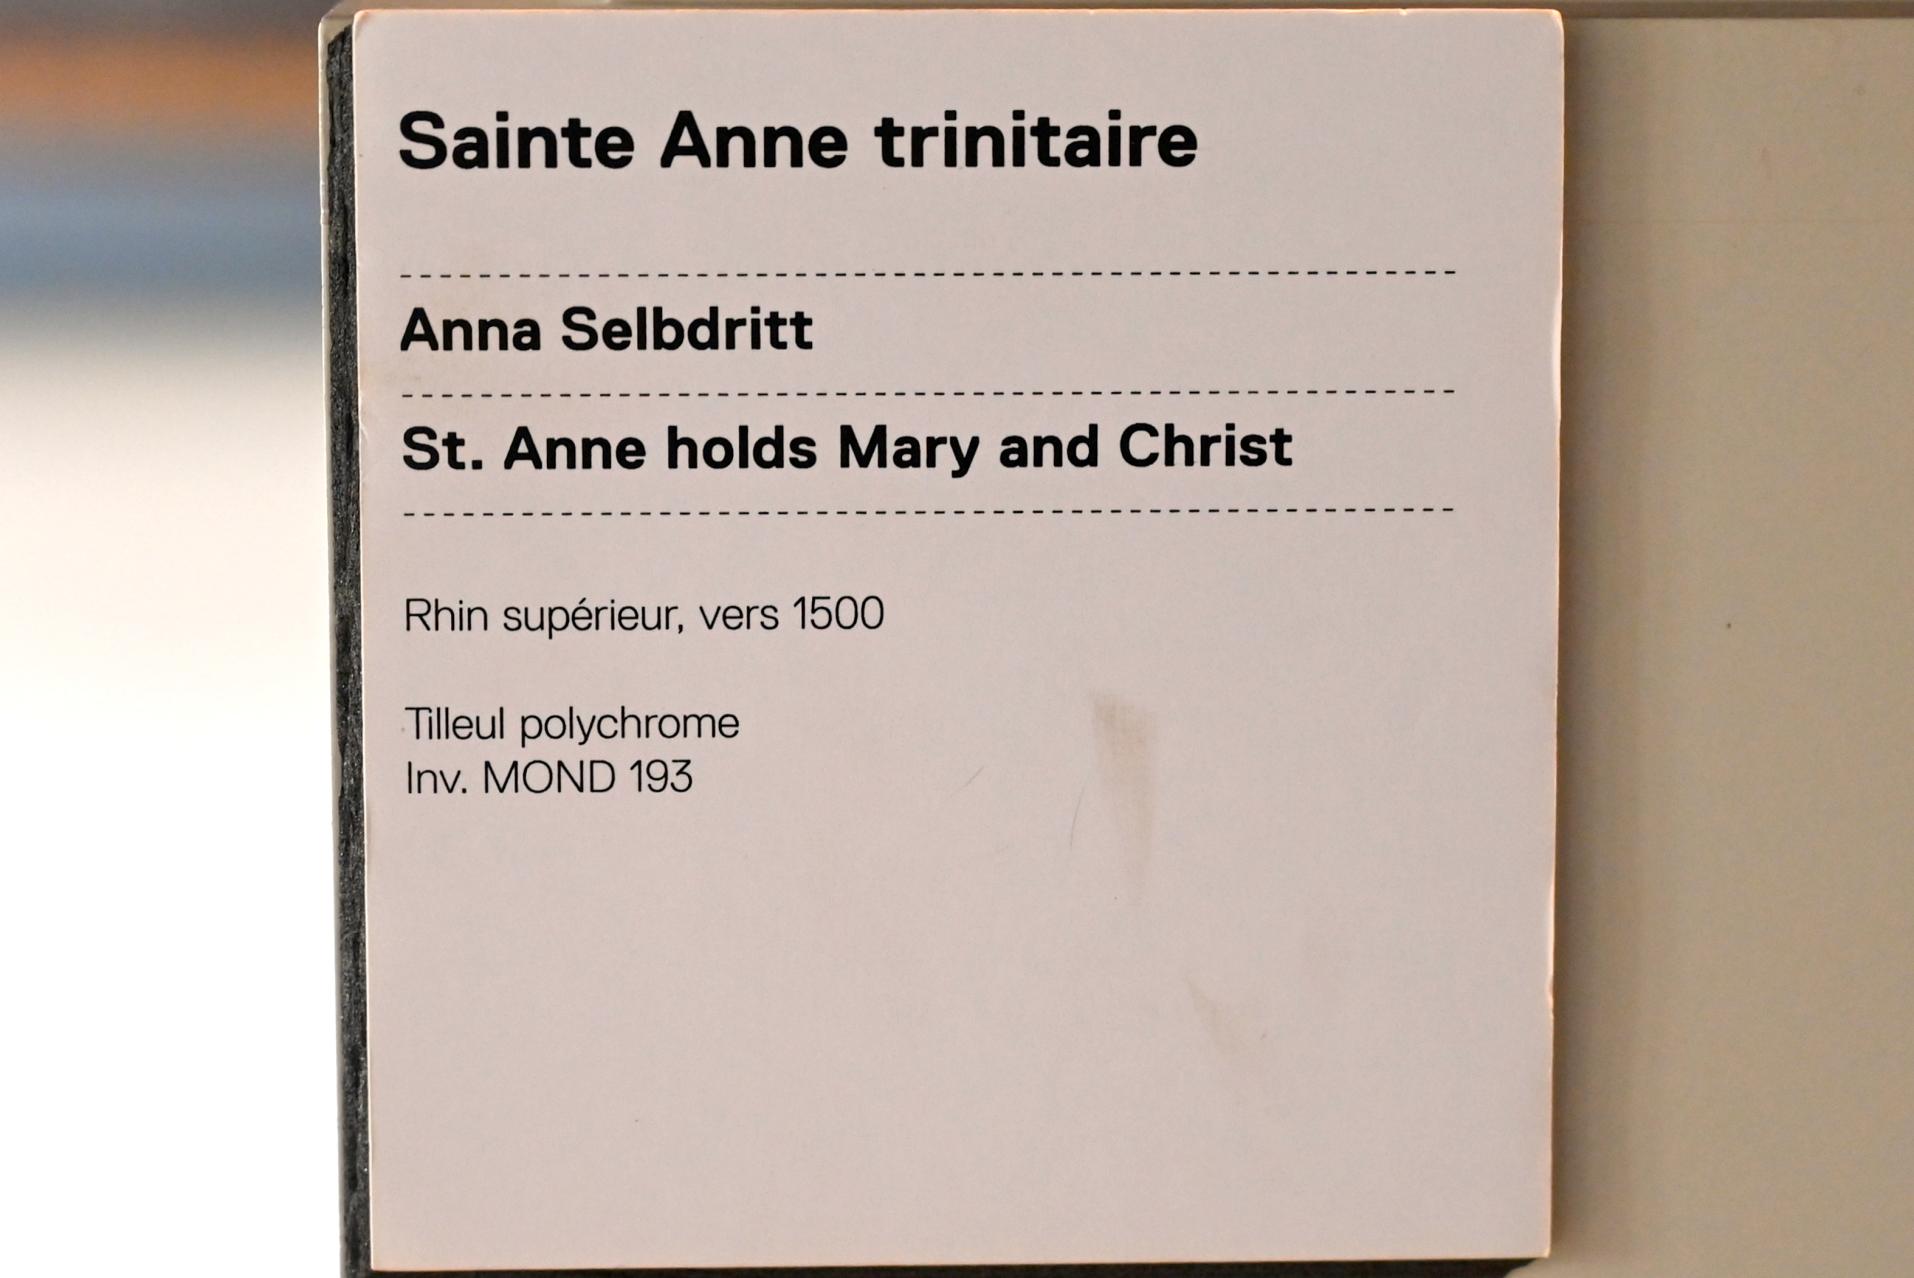 Sainte Anne trinitaire
Anna Selbdritt
St. Anne holds Mary and Christ
Rhin supérieur, vers 1500
Tilleul polychrome
Inv. MOND 193